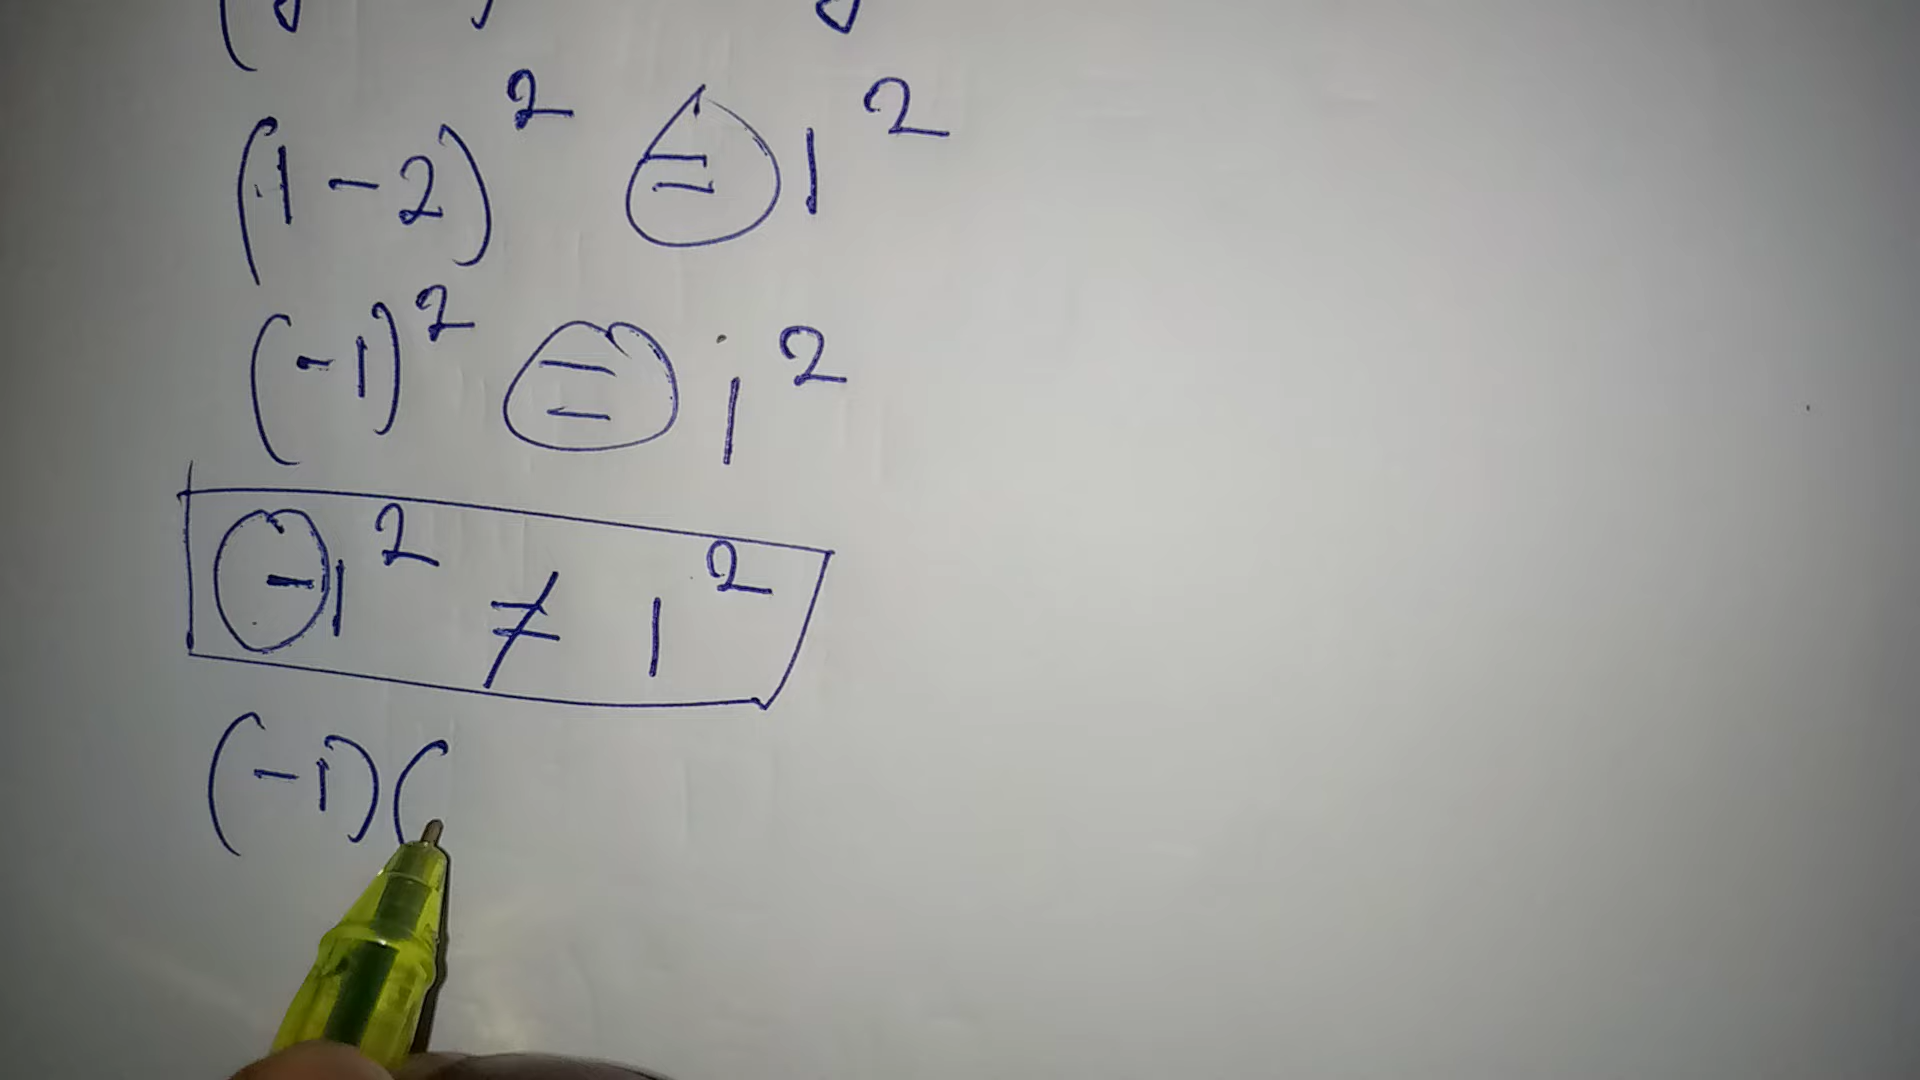 (1-2)² = 1²
(-1)² = 1²
-1² ≠ 1²
(-1)(